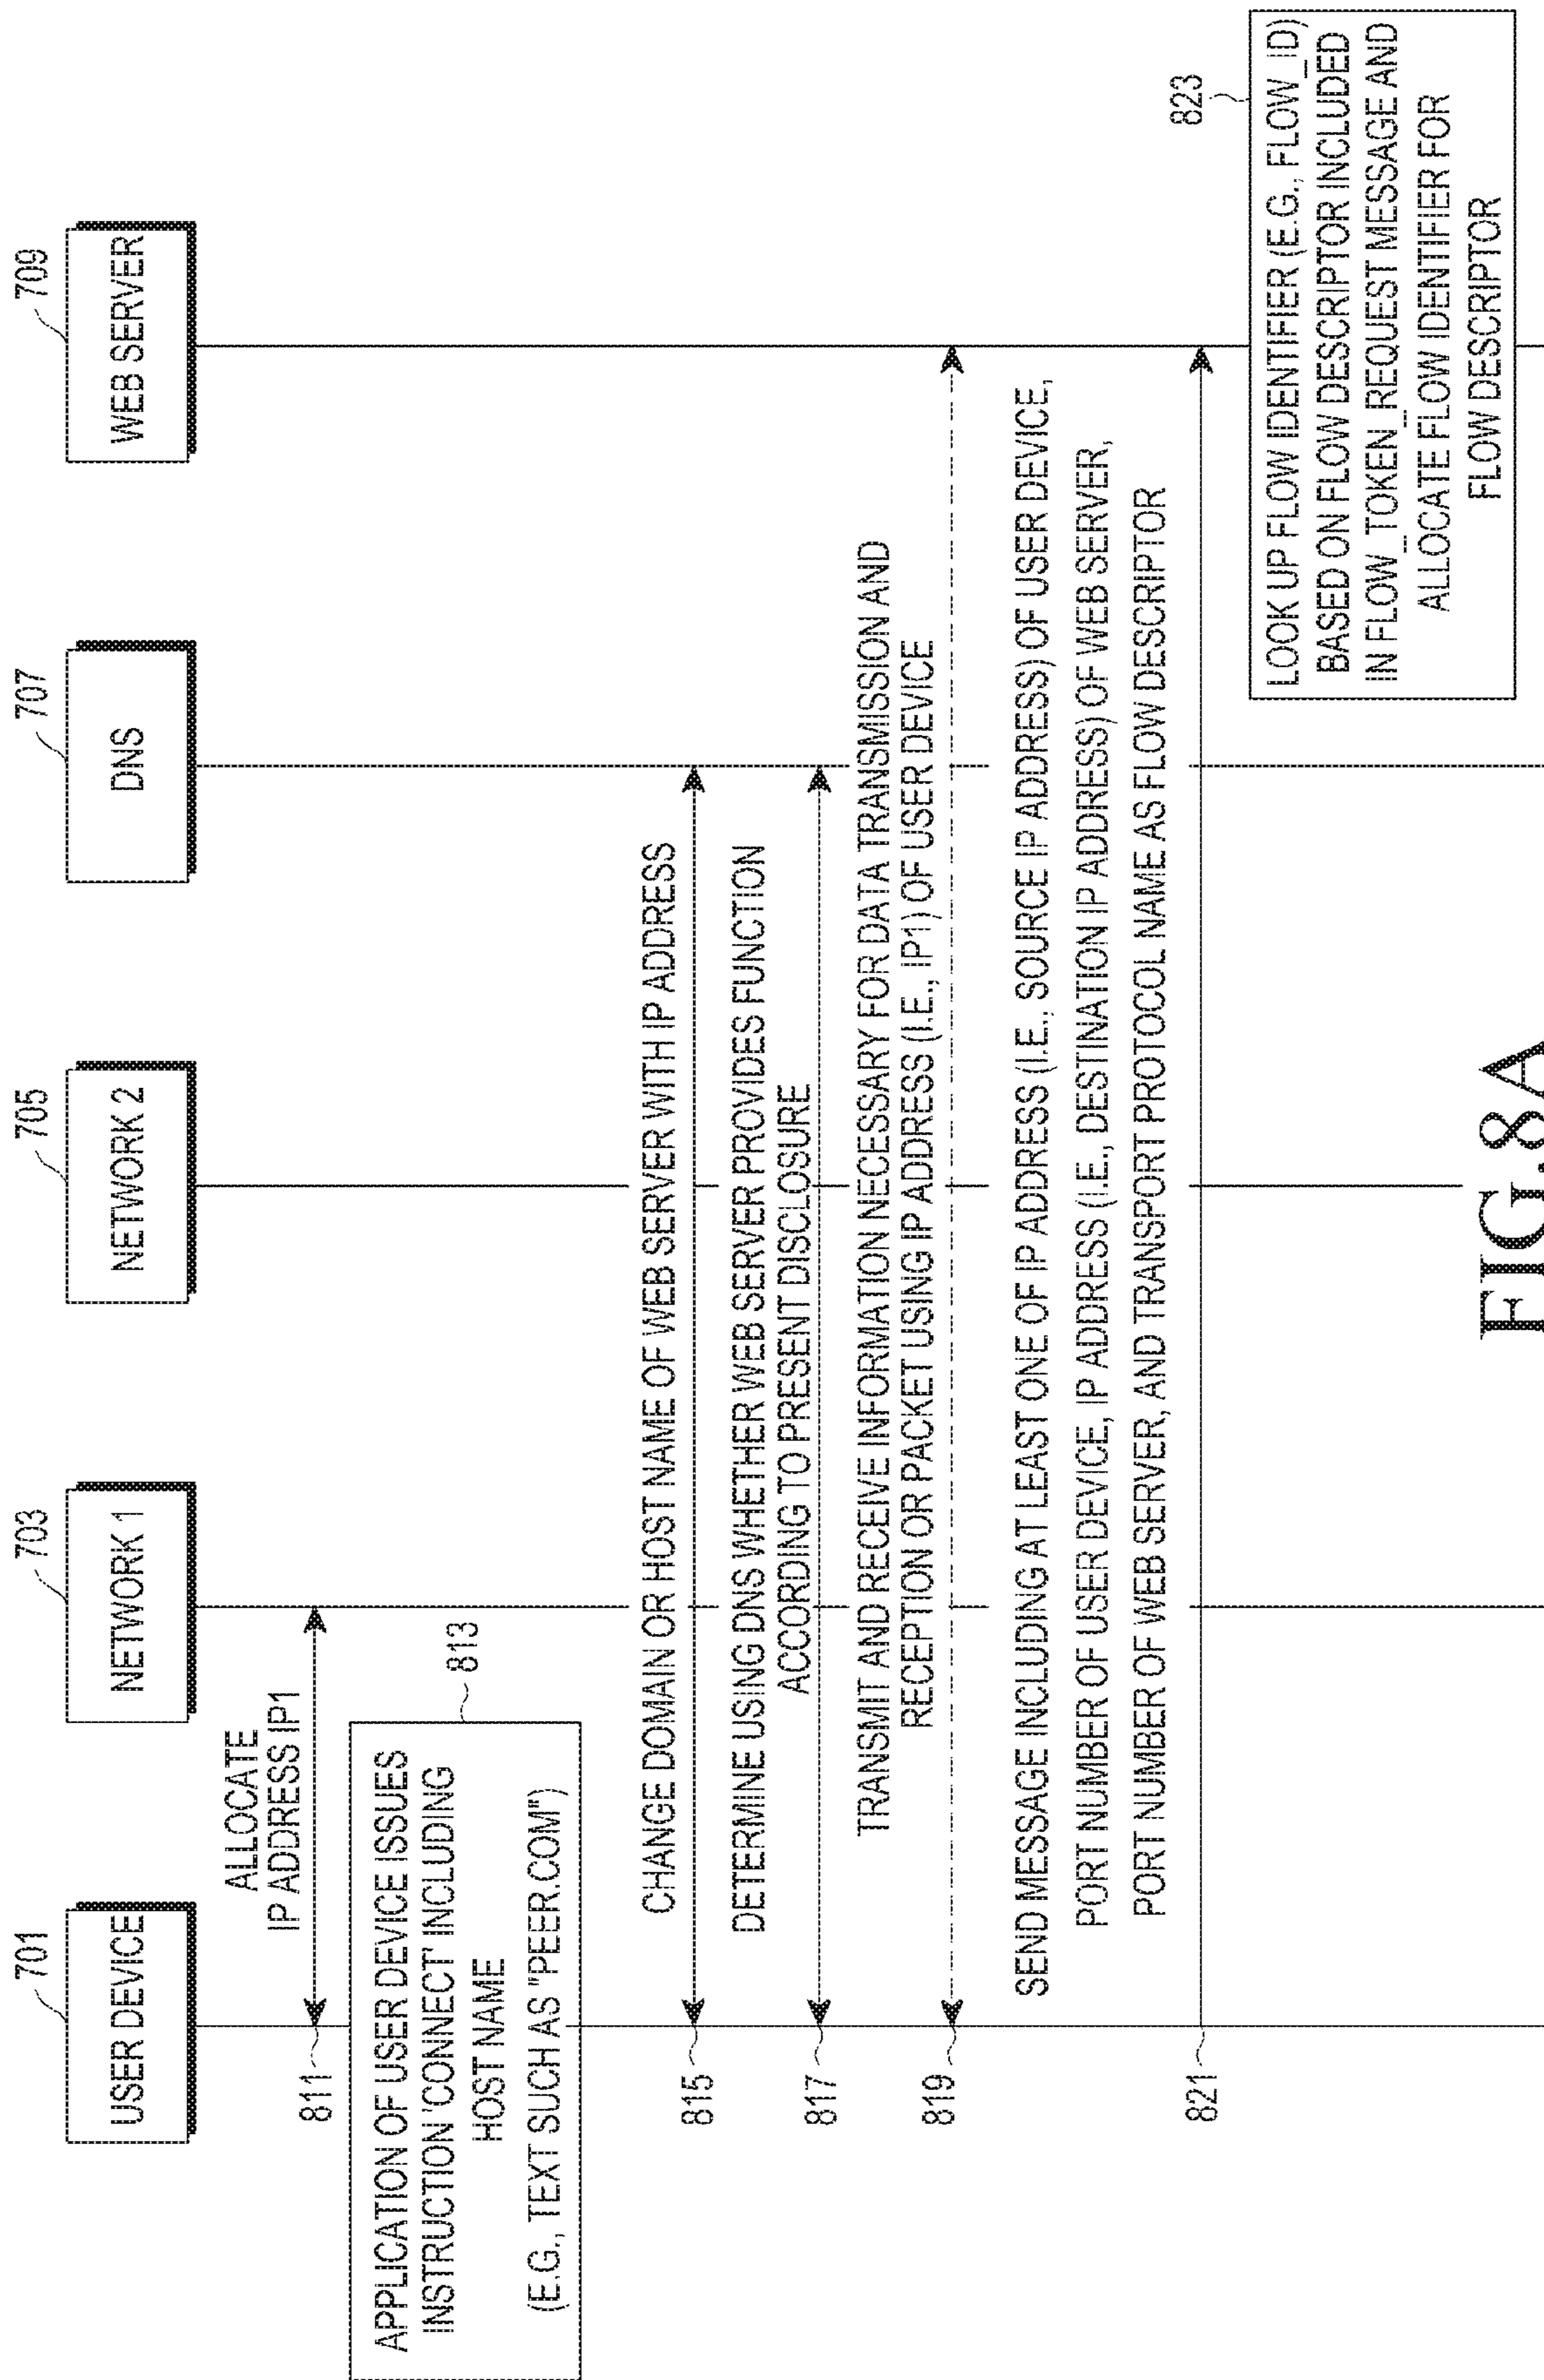 701
703
705
707
709
USER DEVICE
NETWORK 1
NETWORK 2
DNS
WEB SERVER
ALLOCATE
IP ADDRESS IP1
811
APPLICATION OF USER DEVICE ISSUES
INSTRUCTION 'CONNECT' INCLUDING
HOST NAME
(E.G., TEXT SUCH AS "PEER.COM")
813
CHANGE DOMAIN OR HOST NAME OF WEB SERVER WITH IP ADDRESS
815
DETERMINE USING DNS WHETHER WEB SERVER PROVIDES FUNCTION
ACCORDING TO PRESENT DISCLOSURE
817
TRANSMIT AND RECEIVE INFORMATION NECESSARY FOR DATA TRANSMISSION AND
RECEPTION OR PACKET USING IP ADDRESS (I.E., IP1) OF USER DEVICE
819
SEND MESSAGE INCLUDING AT LEAST ONE OF IP ADDRESS (I.E., SOURCE IP ADDRESS) OF USER DEVICE,
PORT NUMBER OF USER DEVICE, IP ADDRESS (I.E., DESTINATION IP ADDRESS) OF WEB SERVER,
PORT NUMBER OF WEB SERVER, AND TRANSPORT PROTOCOL NAME AS FLOW DESCRIPTOR
821
823
LOOK UP FLOW IDENTIFIER (E.G., FLOW_ID)
BASED ON FLOW DESCRIPTOR INCLUDED
IN FLOW_TOKEN_REQUEST MESSAGE AND
ALLOCATE FLOW IDENTIFIER FOR
FLOW DESCRIPTOR
FIG.8A